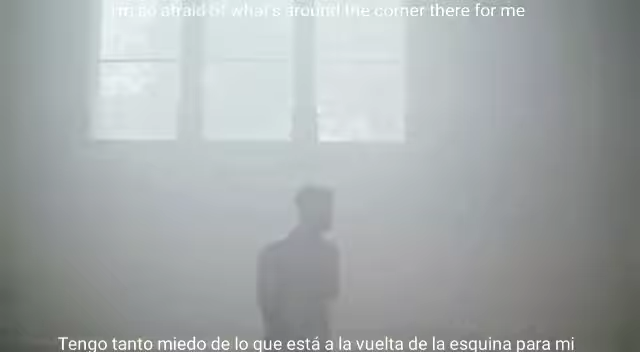 I'm so afraid of what's around the corner there for me
Tengo tanto miedo de lo que está a la vuelta de la esquina para mi